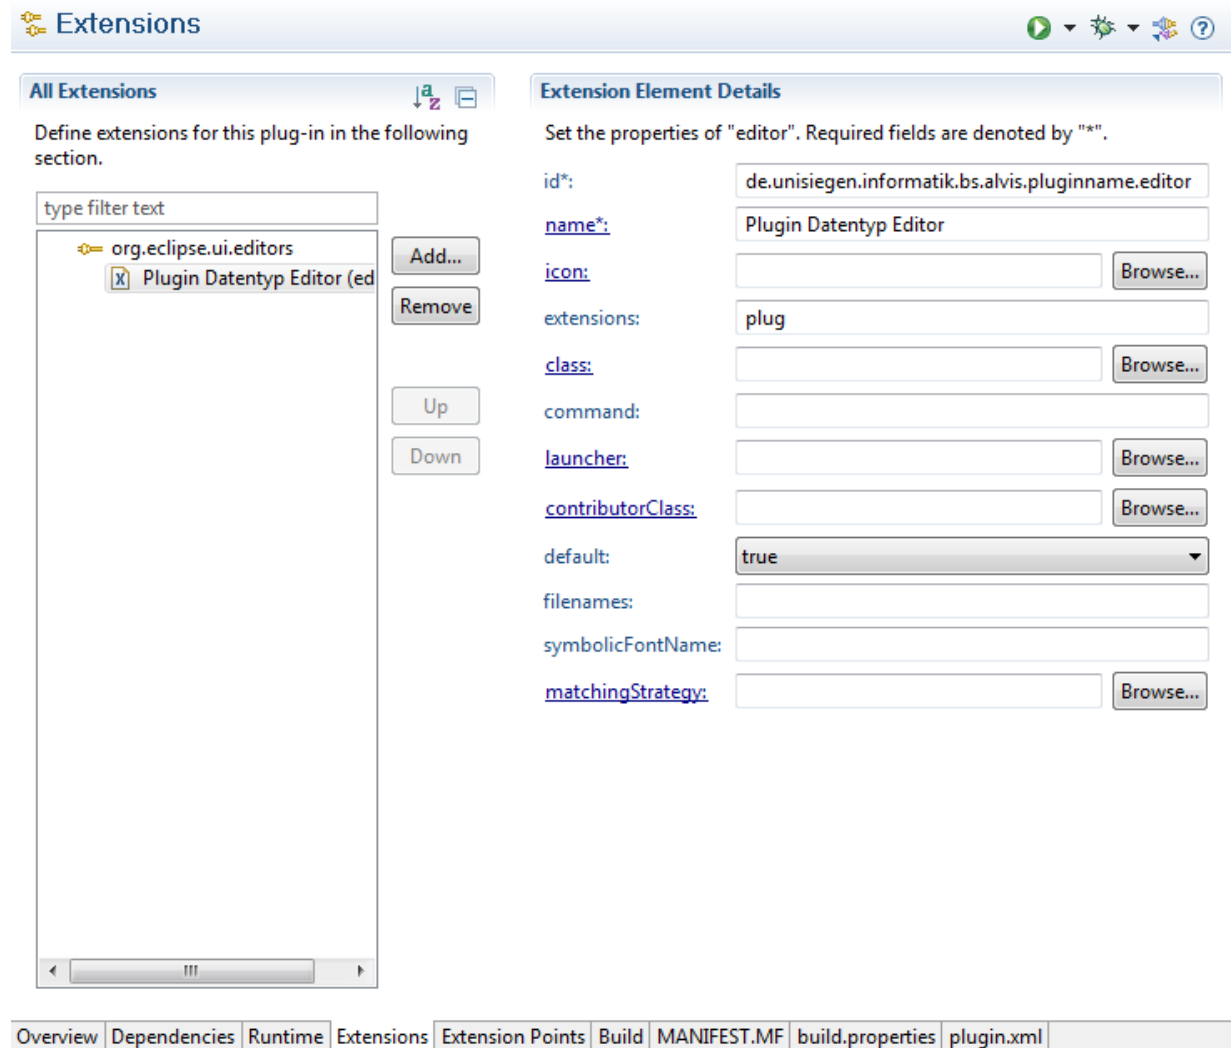 Extensions
All Extensions
Define extensions for this plug-in in the following
section.
type filter text
org.eclipse.ui.editors
Plugin Datentyp Editor (ed
Add...
Remove
Up
Down
Extension Element Details
Set the properties of "editor". Required fields are denoted by "*".
id*: de.unisiegen.informatik.bs.alvis.pluginname.editor
name*: Plugin Datentyp Editor
icon: Browse...
extensions: plug
class: Browse...
command:
launcher: Browse...
contributorClass: Browse...
default: true
filenames:
symbolicFontName:
matchingStrategy: Browse...
Overview Dependencies Runtime Extensions Extension Points Build MANIFEST.MF build.properties plugin.xml